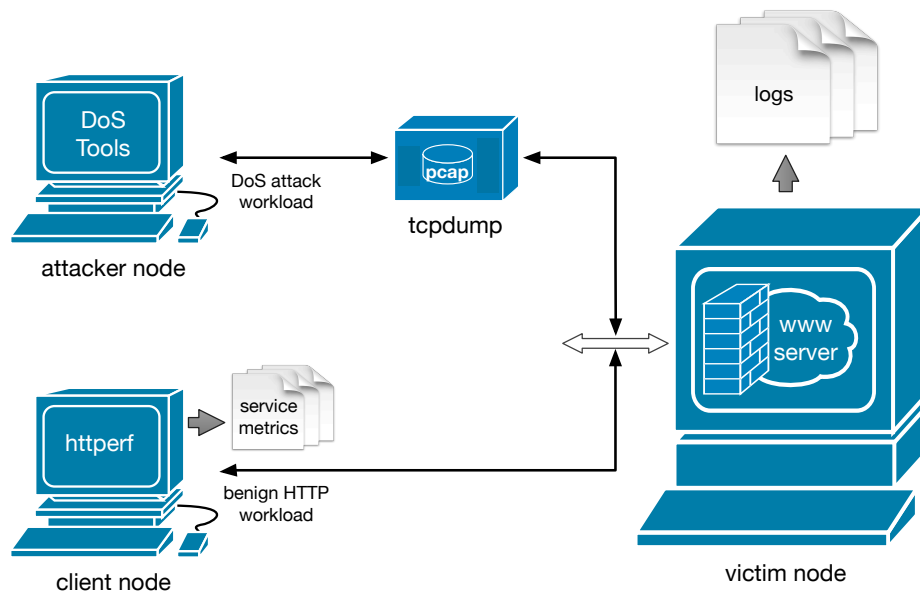 logs
DoS
Tools
pcap
DoS attack
workload
tcpdump
attacker node
www
server
service
metrics
httperf
benign HTTP
workload
client node
victim node